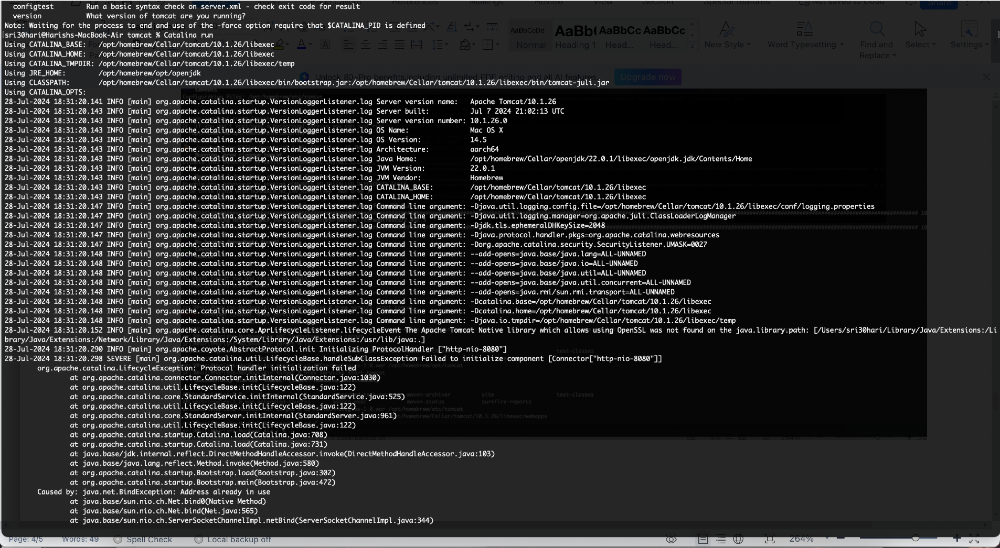 configtest Run a basic syntax check on server.xml - check exit code for result
version What version of tomcat are you running?
Note: Waiting for the process to end and use of the -force option require that $CATALINA_PID is defined
[sri30hari@Harishs-MacBook-Air tomcat % Catalina run ]
Using CATALINA_BASE: /opt/homebrew/Cellar/tomcat/10.1.26/libexec
Using CATALINA_HOME: /opt/homebrew/Cellar/tomcat/10.1.26/libexec
Using CATALINA_TMPDIR: /opt/homebrew/Cellar/tomcat/10.1.26/libexec/temp
Using JRE_HOME: /opt/homebrew/opt/openjdk
Using CLASSPATH: /opt/homebrew/Cellar/tomcat/10.1.26/libexec/bin/bootstrap.jar:/opt/homebrew/Cellar/tomcat/10.1.26/libexec/bin/tomcat-juli.jar
Using CATALINA_OPTS:
28-Jul-2024 18:31:20.141 INFO [main] org.apache.catalina.startup.VersionLoggerListener.log Server version name: Apache Tomcat/10.1.26
28-Jul-2024 18:31:20.143 INFO [main] org.apache.catalina.startup.VersionLoggerListener.log Server built: Jul 7 2024 21:02:13 UTC
28-Jul-2024 18:31:20.143 INFO [main] org.apache.catalina.startup.VersionLoggerListener.log Server version number: 10.1.26.0
28-Jul-2024 18:31:20.143 INFO [main] org.apache.catalina.startup.VersionLoggerListener.log OS Name: Mac OS X
28-Jul-2024 18:31:20.143 INFO [main] org.apache.catalina.startup.VersionLoggerListener.log OS Version: 14.5
28-Jul-2024 18:31:20.143 INFO [main] org.apache.catalina.startup.VersionLoggerListener.log Architecture: aarch64
28-Jul-2024 18:31:20.143 INFO [main] org.apache.catalina.startup.VersionLoggerListener.log Java Home: /opt/homebrew/Cellar/openjdk/22.0.1/libexec/openjdk.jdk/Contents/Home
28-Jul-2024 18:31:20.143 INFO [main] org.apache.catalina.startup.VersionLoggerListener.log JVM Version: 22.0.1
28-Jul-2024 18:31:20.143 INFO [main] org.apache.catalina.startup.VersionLoggerListener.log JVM Vendor: Homebrew
28-Jul-2024 18:31:20.143 INFO [main] org.apache.catalina.startup.VersionLoggerListener.log CATALINA_BASE: /opt/homebrew/Cellar/tomcat/10.1.26/libexec
28-Jul-2024 18:31:20.143 INFO [main] org.apache.catalina.startup.VersionLoggerListener.log CATALINA_HOME: /opt/homebrew/Cellar/tomcat/10.1.26/libexec
28-Jul-2024 18:31:20.147 INFO [main] org.apache.catalina.startup.VersionLoggerListener.log Command line argument: -Djava.util.logging.config.file=/opt/homebrew/Cellar/tomcat/10.1.26/libexec/conf/logging.properties
28-Jul-2024 18:31:20.147 INFO [main] org.apache.catalina.startup.VersionLoggerListener.log Command line argument: -Djava.util.logging.manager=org.apache.juli.ClassLoaderLogManager
28-Jul-2024 18:31:20.147 INFO [main] org.apache.catalina.startup.VersionLoggerListener.log Command line argument: -Djdk.tls.ephemeralDHKeySize=2048
28-Jul-2024 18:31:20.147 INFO [main] org.apache.catalina.startup.VersionLoggerListener.log Command line argument: -Djava.protocol.handler.pkgs=org.apache.catalina.webresources
28-Jul-2024 18:31:20.147 INFO [main] org.apache.catalina.startup.VersionLoggerListener.log Command line argument: -Dorg.apache.catalina.security.SecurityListener.UMASK=0027
28-Jul-2024 18:31:20.148 INFO [main] org.apache.catalina.startup.VersionLoggerListener.log Command line argument: --add-opens=java.base/java.lang=ALL-UNNAMED
28-Jul-2024 18:31:20.148 INFO [main] org.apache.catalina.startup.VersionLoggerListener.log Command line argument: --add-opens=java.base/java.io=ALL-UNNAMED
28-Jul-2024 18:31:20.148 INFO [main] org.apache.catalina.startup.VersionLoggerListener.log Command line argument: --add-opens=java.base/java.util=ALL-UNNAMED
28-Jul-2024 18:31:20.148 INFO [main] org.apache.catalina.startup.VersionLoggerListener.log Command line argument: --add-opens=java.base/java.util.concurrent=ALL-UNNAMED
28-Jul-2024 18:31:20.148 INFO [main] org.apache.catalina.startup.VersionLoggerListener.log Command line argument: --add-opens=java.rmi/sun.rmi.transport=ALL-UNNAMED
28-Jul-2024 18:31:20.148 INFO [main] org.apache.catalina.startup.VersionLoggerListener.log Command line argument: -Dcatalina.base=/opt/homebrew/Cellar/tomcat/10.1.26/libexec
28-Jul-2024 18:31:20.148 INFO [main] org.apache.catalina.startup.VersionLoggerListener.log Command line argument: -Dcatalina.home=/opt/homebrew/Cellar/tomcat/10.1.26/libexec
28-Jul-2024 18:31:20.148 INFO [main] org.apache.catalina.startup.VersionLoggerListener.log Command line argument: -Djava.io.tmpdir=/opt/homebrew/Cellar/tomcat/10.1.26/libexec/temp
28-Jul-2024 18:31:20.152 INFO [main] org.apache.catalina.core.AprLifecycleListener.lifecycleEvent The Apache Tomcat Native library which allows using OpenSSL was not found on the java.library.path: [/Users/sri30hari/Library/Java/Extensions:/Li
brary/Java/Extensions:/Network/Library/Java/Extensions:/System/Library/Java/Extensions:/usr/lib/java:.]
28-Jul-2024 18:31:20.290 INFO [main] org.apache.coyote.AbstractProtocol.init Initializing ProtocolHandler ["http-nio-8080"]
28-Jul-2024 18:31:20.298 SEVERE [main] org.apache.catalina.util.LifecycleBase.handleSubClassException Failed to initialize component [Connector["http-nio-8080"]]
org.apache.catalina.LifecycleException: Protocol handler initialization failed
at org.apache.catalina.connector.Connector.initInternal(Connector.java:1030)
at org.apache.catalina.util.LifecycleBase.init(LifecycleBase.java:122)
at org.apache.catalina.core.StandardService.initInternal(StandardService.java:525)
at org.apache.catalina.util.LifecycleBase.init(LifecycleBase.java:122)
at org.apache.catalina.core.StandardServer.initInternal(StandardServer.java:961)
at org.apache.catalina.util.LifecycleBase.init(LifecycleBase.java:122)
at org.apache.catalina.startup.Catalina.load(Catalina.java:708)
at org.apache.catalina.startup.Catalina.load(Catalina.java:731)
at java.base/jdk.internal.reflect.DirectMethodHandleAccessor.invoke(DirectMethodHandleAccessor.java:103)
at java.base/java.lang.reflect.Method.invoke(Method.java:580)
at org.apache.catalina.startup.Bootstrap.load(Bootstrap.java:302)
at org.apache.catalina.startup.Bootstrap.main(Bootstrap.java:472)
Caused by: java.net.BindException: Address already in use
at java.base/sun.nio.ch.Net.bind0(Native Method)
at java.base/sun.nio.ch.Net.bind(Net.java:565)
at java.base/sun.nio.ch.ServerSocketChannelImpl.netBind(ServerSocketChannelImpl.java:344)
AaBbCcDd AaBb( AaBbCc AaBbCc
Normal Heading 1 Head... Head... New Style Word Typesetting Find and Replace Select Settings
Unlock 80+Pro benefits,including unlimited PDF editing and all AI features. Upgrade now
Page: 4/5 Words: 49 Spell Check Local backup off 264%